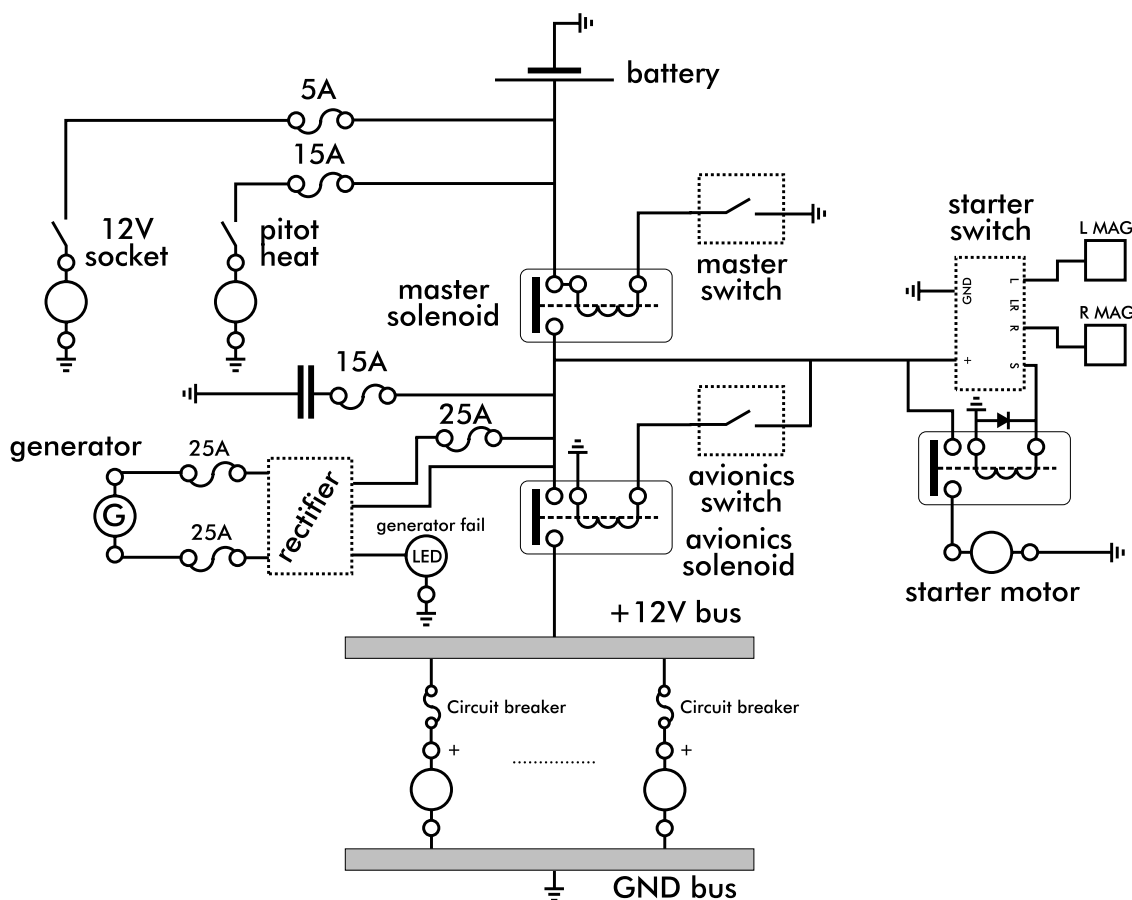 battery
5A
15A
12V
socket
pitot
heat
master
solenoid
master
switch
starter
switch
L MAG
R MAG
GND
+
L
LR
R
S
15A
25A
generator
25A
G
25A
rectifier
generator fail
LED
avionics
switch
avionics
solenoid
starter motor
+12V bus
Circuit breaker
+
Circuit breaker
+
GND bus